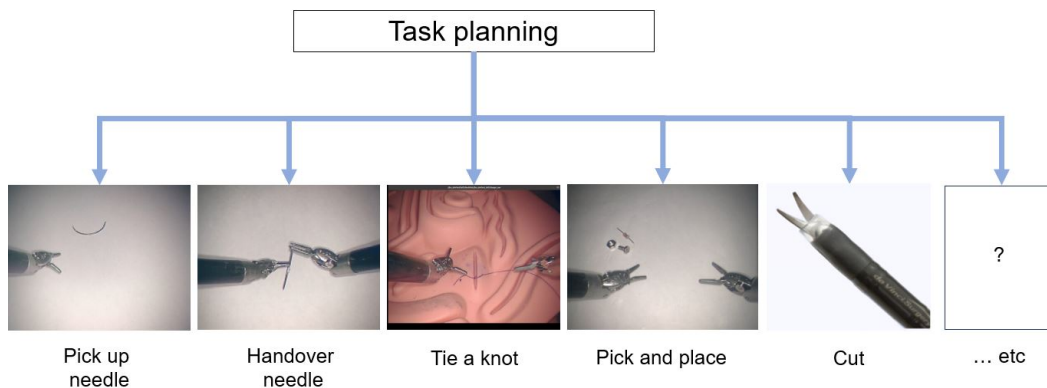 Task planning
?
Pick up
needle
Handover
needle
Tie a knot
Pick and place
Cut
... etc